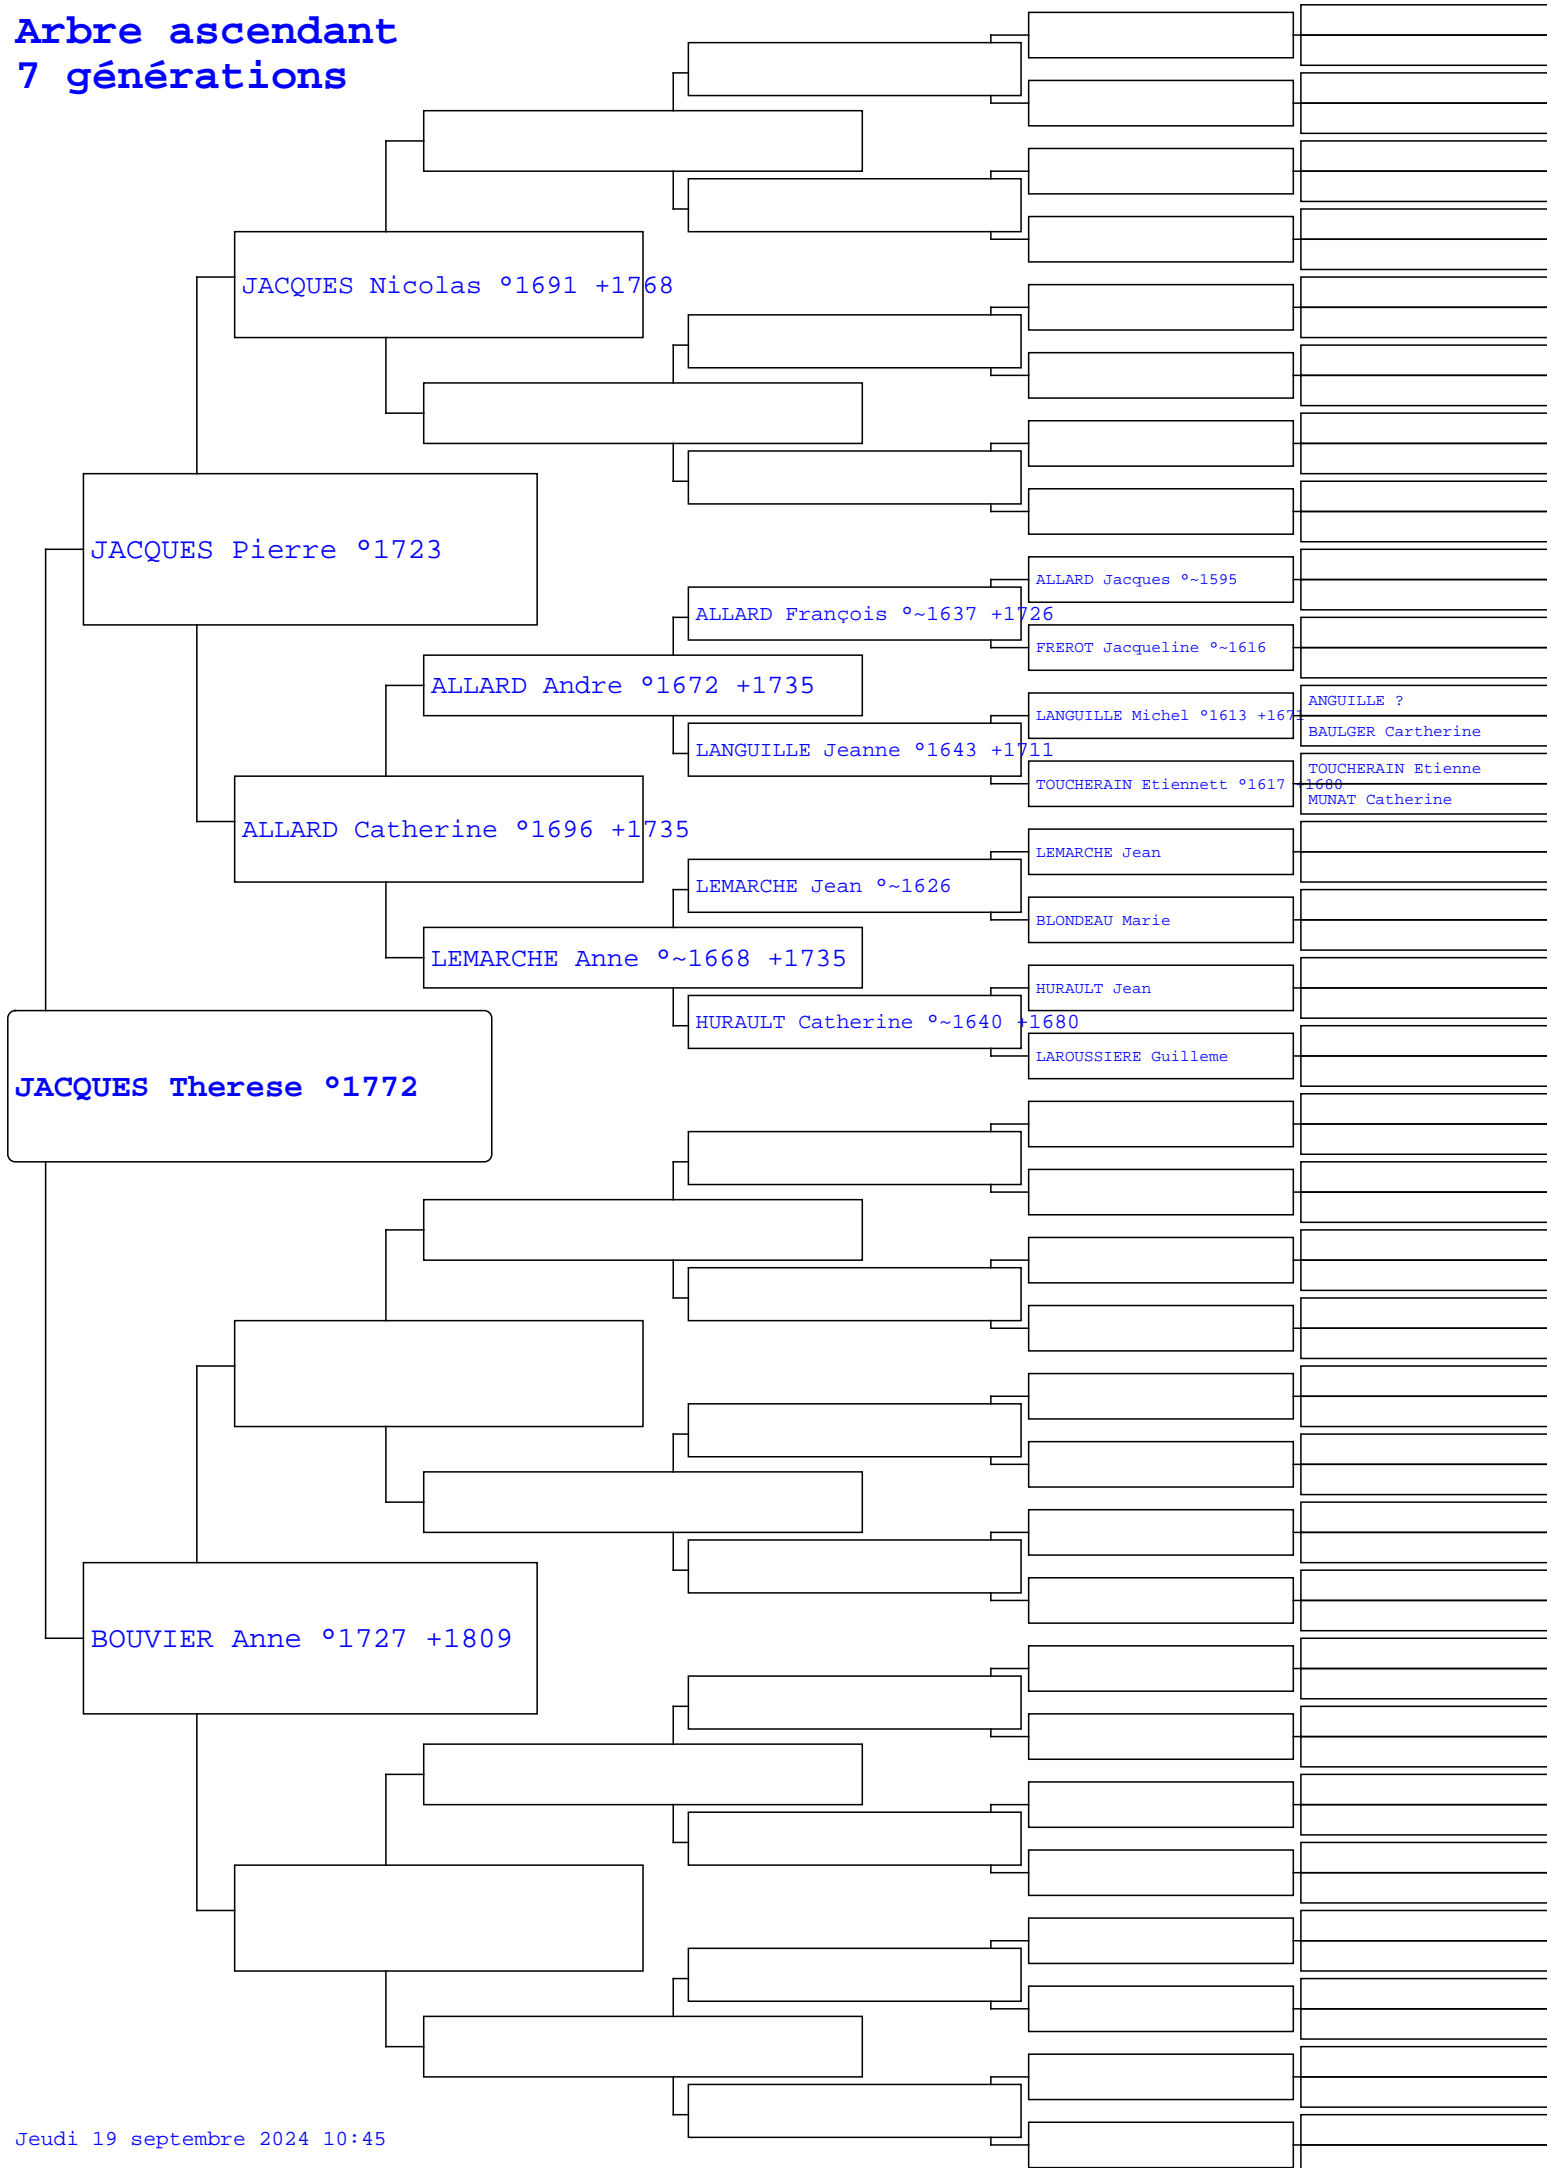 Arbre ascendant
7 générations
JACQUES Nicolas °1691 +1768
JACQUES Pierre °1723
ALLARD Jacques °~1595
ALLARD François °~1637 +1726
FREROT Jacqueline °~1616
ALLARD Andre °1672 +1735
ANGUILLE ?
LANGUILLE Michel °1613 +1671
BAULGER Cartherine
LANGUILLE Jeanne °1643 +1711
TOUCHERAIN Etienne
TOUCHERAIN Etiennett °1617 +1680
MUNAT Catherine
ALLARD Catherine °1696 +1735
LEMARCHE Jean
LEMARCHE Jean °~1626
BLONDEAU Marie
LEMARCHE Anne °~1668 +1735
HURAULT Jean
HURAULT Catherine °~1640 +1680
LAROUSSIERE Guilleme
JACQUES Therese °1772
BOUVIER Anne °1727 +1809
Jeudi 19 septembre 2024 10:45